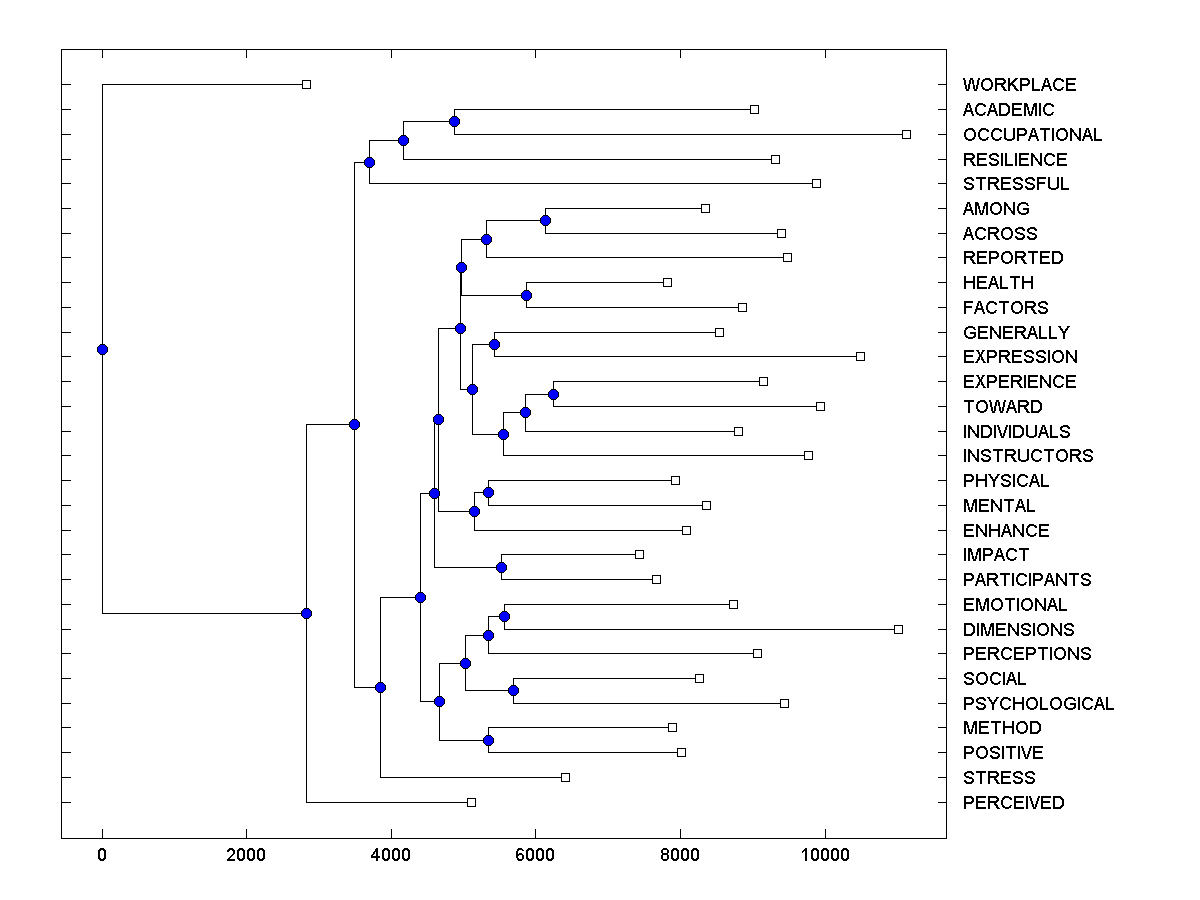 WORKPLACE
ACADEMIC
OCCUPATIONAL
RESILIENCE
STRESSFUL
AMONG
ACROSS
REPORTED
HEALTH
FACTORS
GENERALLY
EXPRESSION
EXPERIENCE
TOWARD
INDIVIDUALS
INSTRUCTORS
PHYSICAL
MENTAL
ENHANCE
IMPACT
PARTICIPANTS
EMOTIONAL
DIMENSIONS
PERCEPTIONS
SOCIAL
PSYCHOLOGICAL
METHOD
POSITIVE
STRESS
PERCEIVED
0 2000 4000 6000 8000 10000